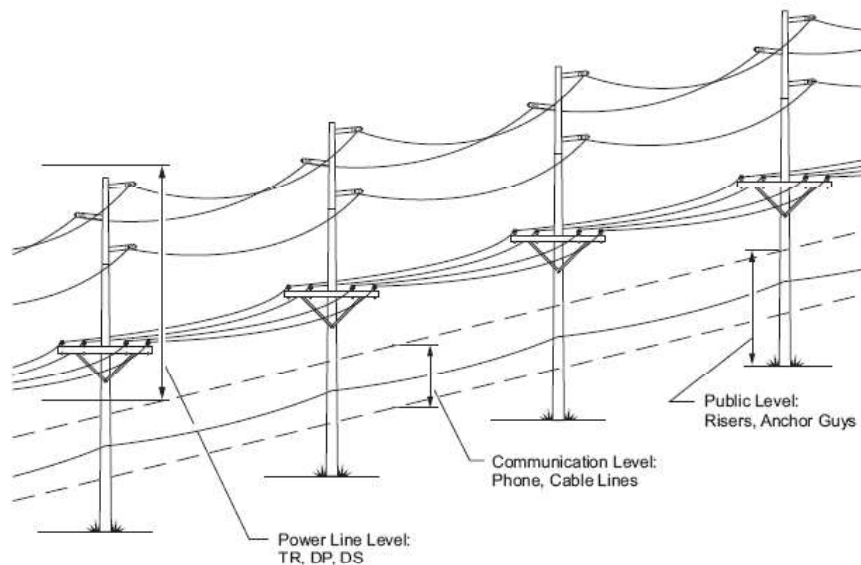 Public Level:
Risers, Anchor Guys
Communication Level:
Phone, Cable Lines
Power Line Level:
TR, DP, DS